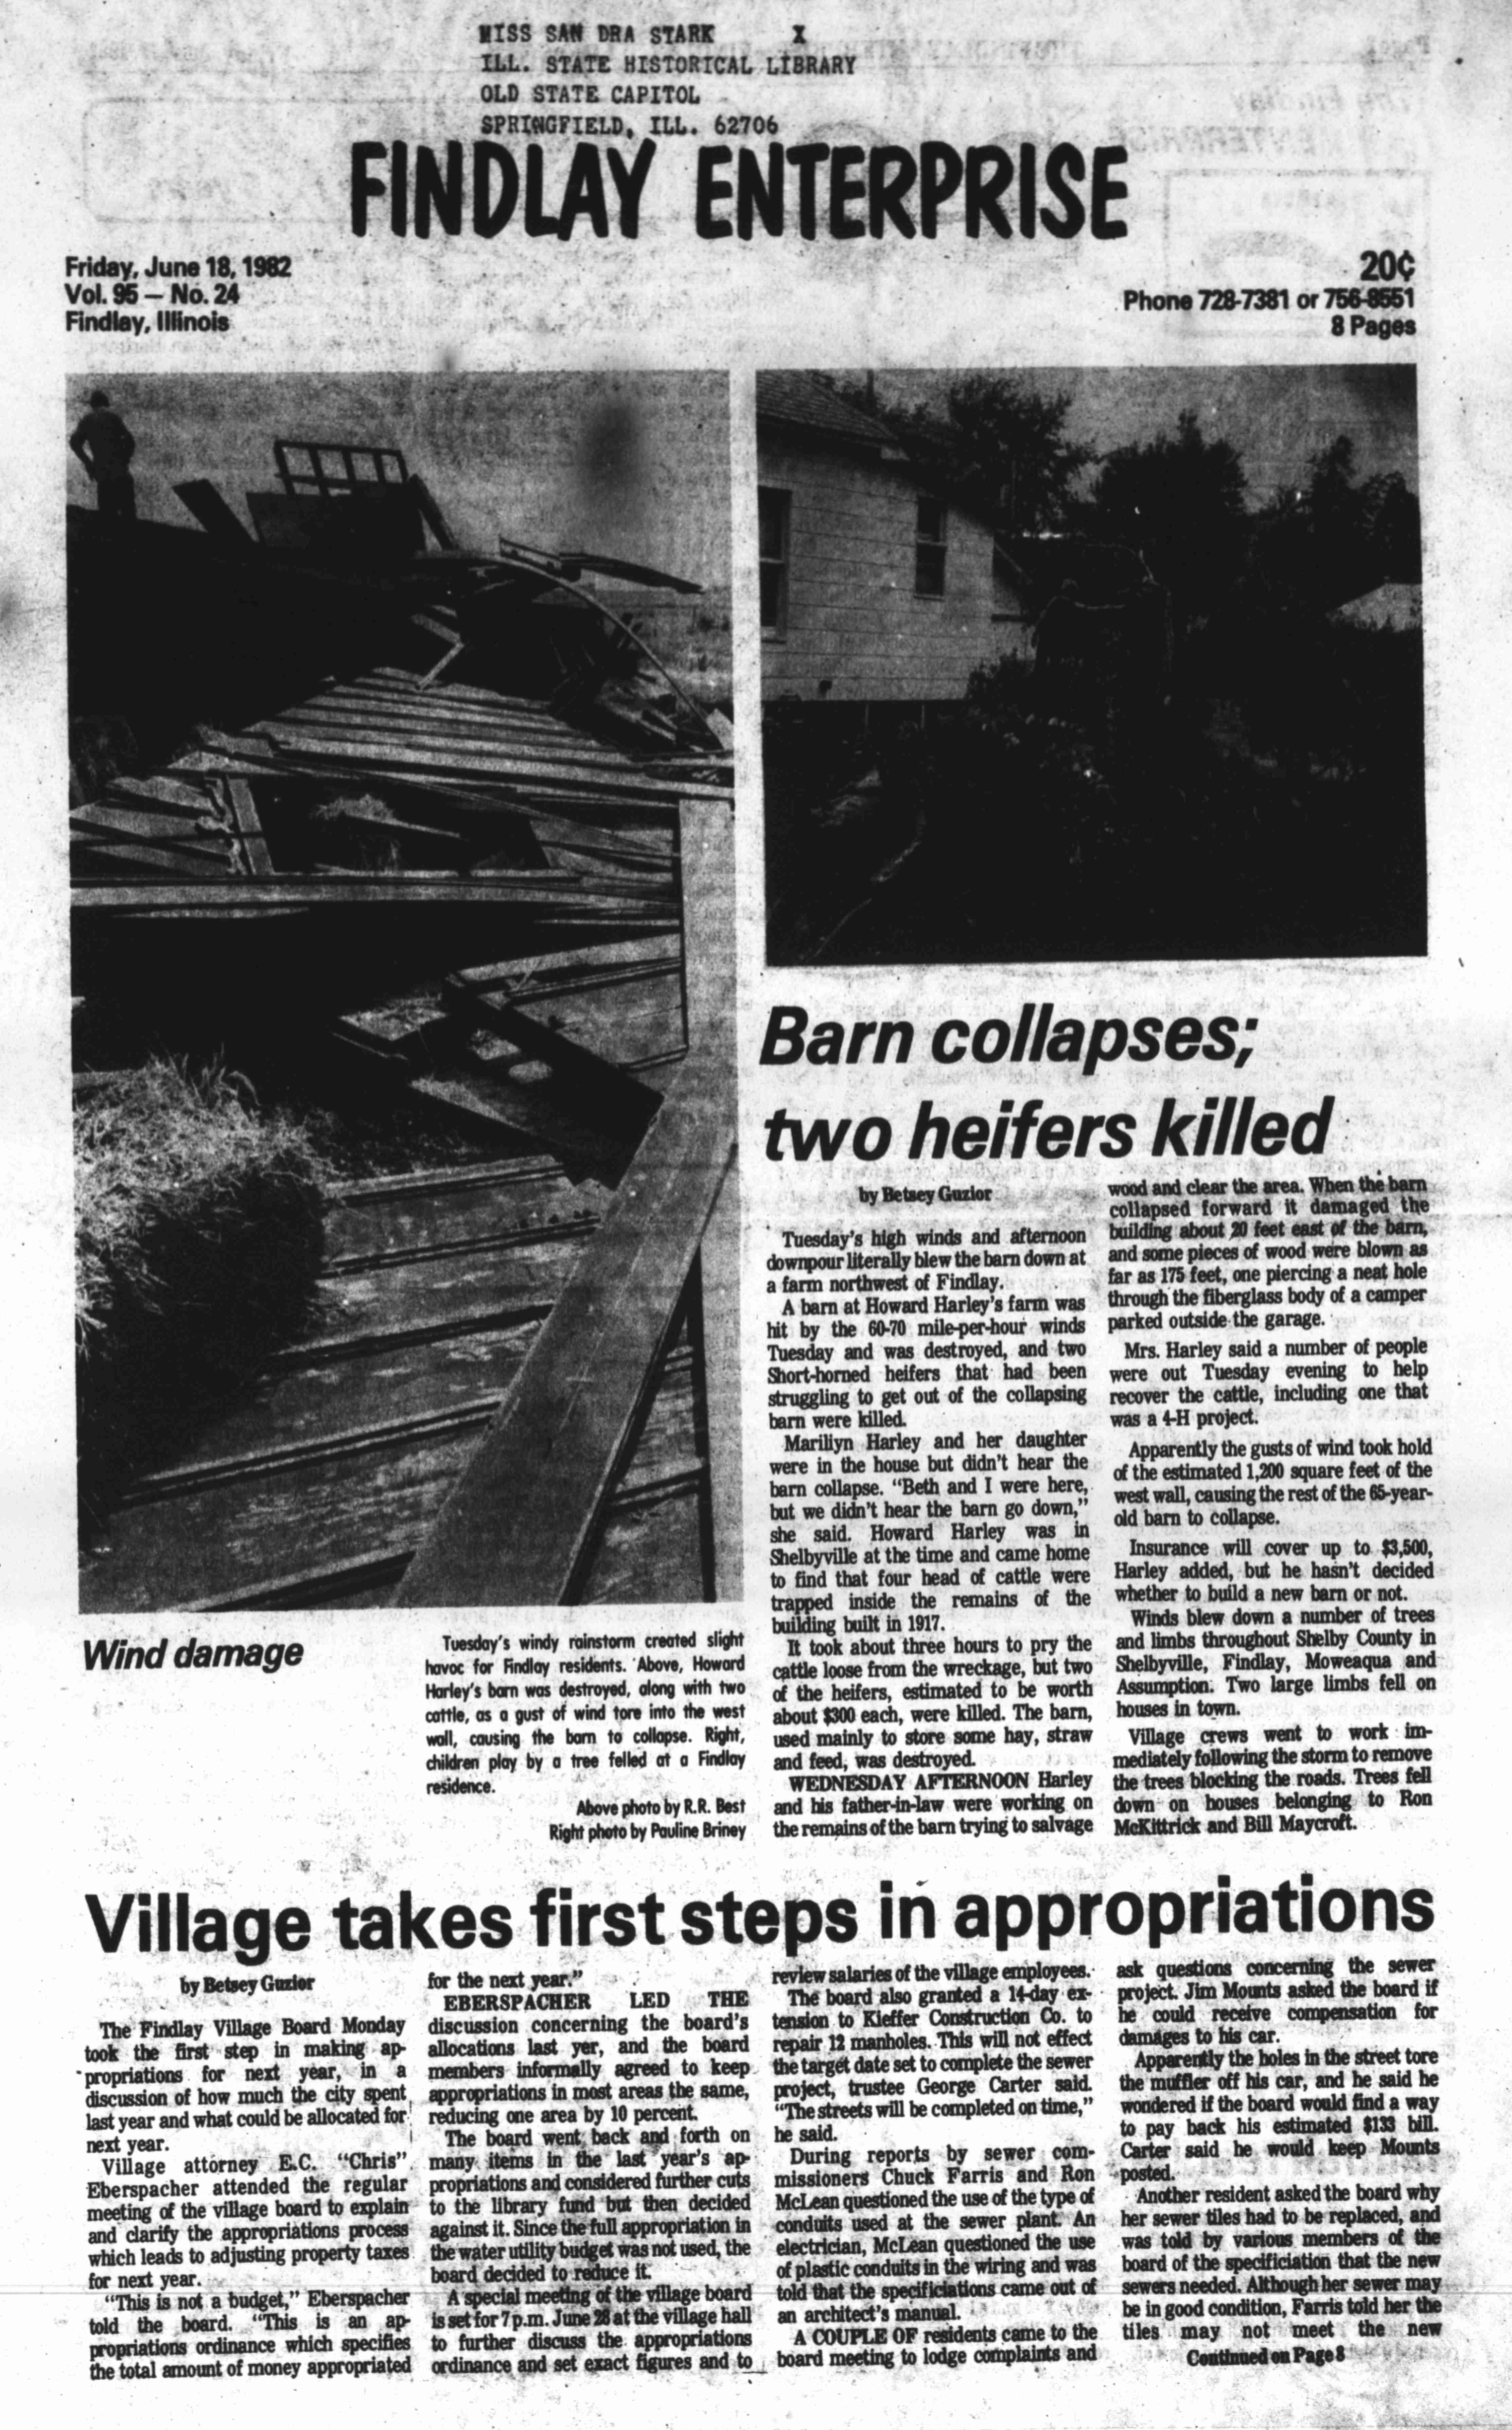 MISS SAN DRA STARK X
ILL. STATE HISTORICAL LIBRARY
OLD STATE CAPITOL
SPRINGFIELD, ILL. 62706
FINDLAY ENTERPRISE
Friday, June 18, 1982
Vol. 95 — No. 24
Findlay, Illinois
20¢
Phone 728-7381 or 756-8551
8 Pages
Wind damage
Tuesday's windy rainstorm created slight
havoc for Findlay residents. Above, Howard
Harley's barn was destroyed, along with two
cattle, as a gust of wind tore into the west
wall, causing the barn to collapse. Right,
children play by a tree felled at a Findlay
residence.
Above photo by R.R. Best
Right photo by Pauline Briney
Barn collapses;
two heifers killed
by Betsey Guzior
Tuesday's high winds and afternoon
downpour literally blew the barn down at
a farm northwest of Findlay.
A barn at Howard Harley's farm was
hit by the 60-70 mile-per-hour winds
Tuesday and was destroyed, and two
Short-horned heifers that had been
struggling to get out of the collapsing
barn were killed.
Mariliyn Harley and her daughter
were in the house but didn't hear the
barn collapse. "Beth and I were here,
but we didn't hear the barn go down,"
she said. Howard Harley was in
Shelbyville at the time and came home
to find that four head of cattle were
trapped inside the remains of the
building built in 1917.
It took about three hours to pry the
cattle loose from the wreckage, but two
of the heifers, estimated to be worth
about $300 each, were killed. The barn,
used mainly to store some hay, straw
and feed, was destroyed.
WEDNESDAY AFTERNOON Harley
and his father-in-law were working on
the remains of the barn trying to salvage
wood and clear the area. When the barn
collapsed forward it damaged the
building about 20 feet east of the barn,
and some pieces of wood were blown as
far as 175 feet, one piercing a neat hole
through the fiberglass body of a camper
parked outside the garage.
Mrs. Harley said a number of people
were out Tuesday evening to help
recover the cattle, including one that
was a 4-H project.
Apparently the gusts of wind took hold
of the estimated 1,200 square feet of the
west wall, causing the rest of the 65-year-
old barn to collapse.
Insurance will cover up to $3,500,
Harley added, but he hasn't decided
whether to build a new barn or not.
Winds blew down a number of trees
and limbs throughout Shelby County in
Shelbyville, Findlay, Moweaqua and
Assumption. Two large limbs fell on
houses in town.
Village crews went to work im-
mediately following the storm to remove
the trees blocking the roads. Trees fell
down on houses belonging to Ron
McKittrick and Bill Maycroft.
Village takes first steps in appropriations
by Betsey Guzior
The Findlay Village Board Monday
took the first step in making ap-
propriations for next year, in a
discussion of how much the city spent
last year and what could be allocated for
next year.
Village attorney E.C. "Chris"
Eberspacher attended the regular
meeting of the village board to explain
and clarify the appropriations process
which leads to adjusting property taxes
for next year.
"This is not a budget," Eberspacher
told the board. "This is an ap-
propriations ordinance which specifies
the total amount of money appropriated
for the next year."
EBERSPACHER LED THE
discussion concerning the board's
allocations last yer, and the board
members informally agreed to keep
appropriations in most areas the same,
reducing one area by 10 percent.
The board went back and forth on
many items in the last year's ap-
propriations and considered further cuts
to the library fund but then decided
against it. Since the full appropriation in
the water utility budget was not used, the
board decided to reduce it.
A special meeting of the village board
is set for 7 p.m. June 28 at the village hall
to further discuss the appropriations
ordinance and set exact figures and to
review salaries of the village employees.
The board also granted a 14-day ex-
tension to Kieffer Construction Co. to
repair 12 manholes. This will not effect
the target date set to complete the sewer
project, trustee George Carter said.
"The streets will be completed on time,"
he said.
During reports by sewer com-
missioners Chuck Farris and Ron
McLean questioned the use of the type of
conduits used at the sewer plant. An
electrician, McLean questioned the use
of plastic conduits in the wiring and was
told that the specificiations came out of
an architect's manual.
A COUPLE OF residents came to the
board meeting to lodge complaints and
ask questions concerning the sewer
project. Jim Mounts asked the board if
he could receive compensation for
damages to his car.
Apparently the holes in the street tore
the muffler off his car, and he said he
wondered if the board would find a way
to pay back his estimated $133 bill.
Carter said he would keep Mounts
posted.
Another resident asked the board why
her sewer tiles had to be replaced, and
was told by various members of the
board of the specificiation that the new
sewers needed. Although her sewer may
be in good condition, Farris told her the
tiles may not meet the new
Continued on Page 8